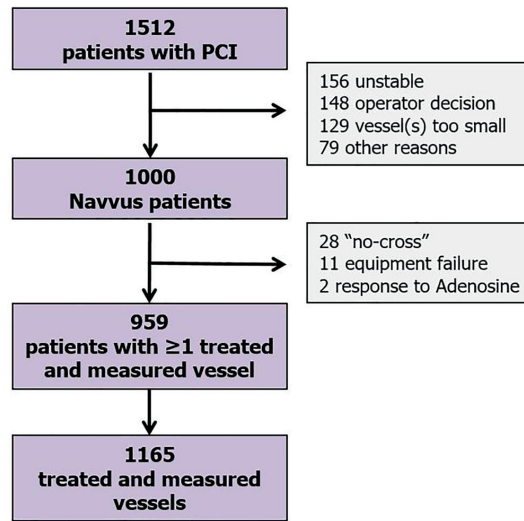 1512
patients with PCI
156 unstable
148 operator decision
129 vessel(s) too small
79 other reasons
1000
Navvus patients
28 "no-cross"
11 equipment failure
2 response to Adenosine
959
patients with ≥1 treated
and measured vessel
1165
treated and measured
vessels